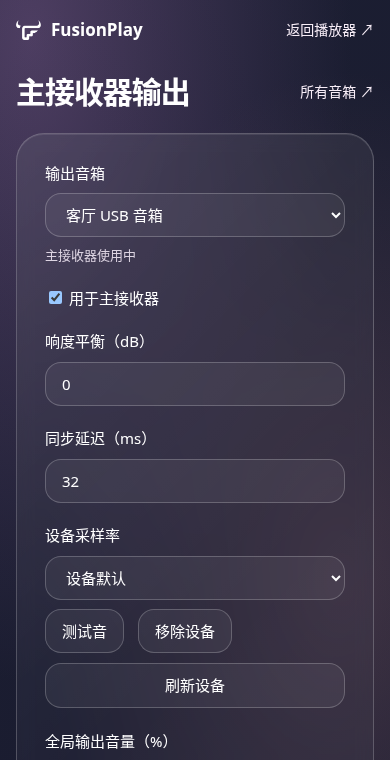 FusionPlay
返回播放器 ↗
主接收器输出
所有音箱 ↗
输出音箱
客厅 USB 音箱
主接收器使用中
用于主接收器
响度平衡（dB）
0
同步延迟（ms）
32
设备采样率
设备默认
测试音
移除设备
刷新设备
全局输出音量（%）